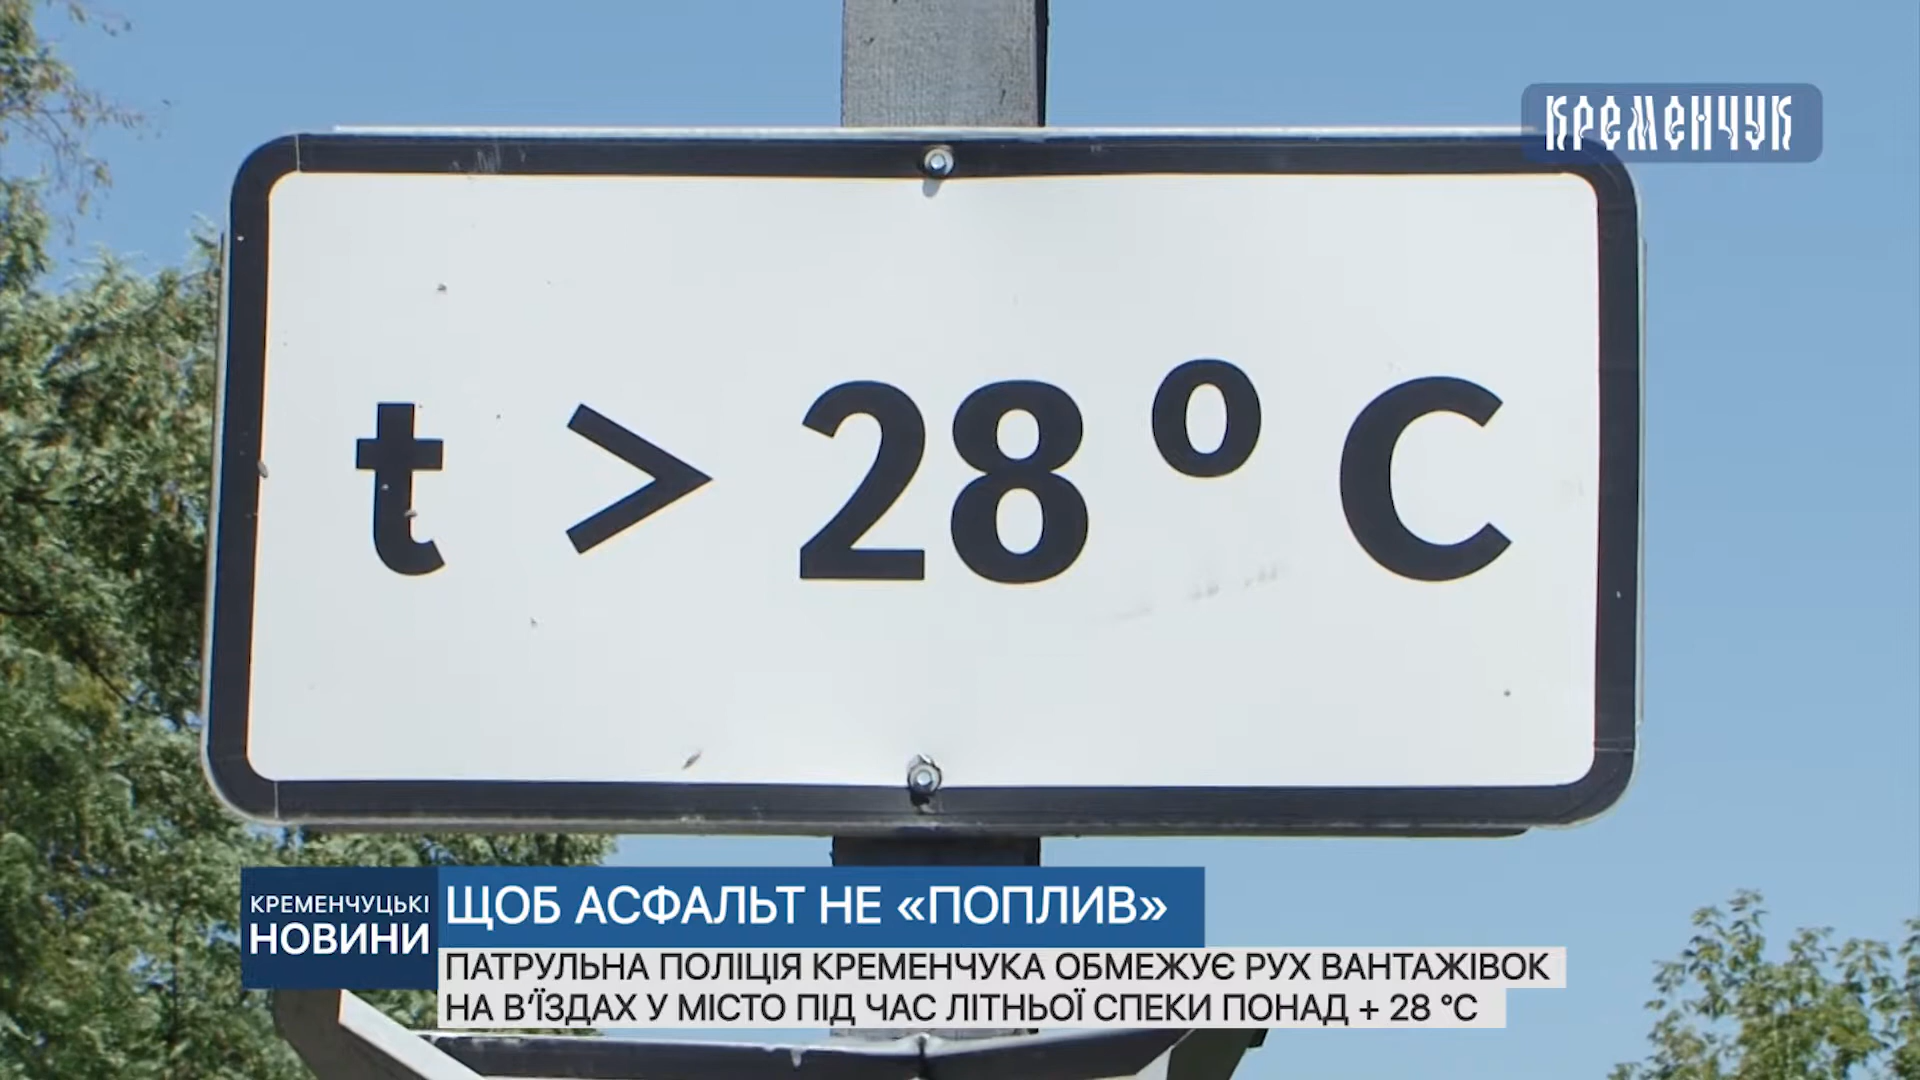 КРЕМЕНЧУК
t > 28° C
КРЕМЕНЧУЦЬКІ
НОВИНИ
ЩОБ АСФАЛЬТ НЕ «ПОПЛИВ»
ПАТРУЛЬНА ПОЛІЦІЯ КРЕМЕНЧУКА ОБМЕЖУЄ РУХ ВАНТАЖІВОК
НА В‘ЇЗДАХ У МІСТО ПІД ЧАС ЛІТНЬОЇ СПЕКИ ПОНАД + 28 °C